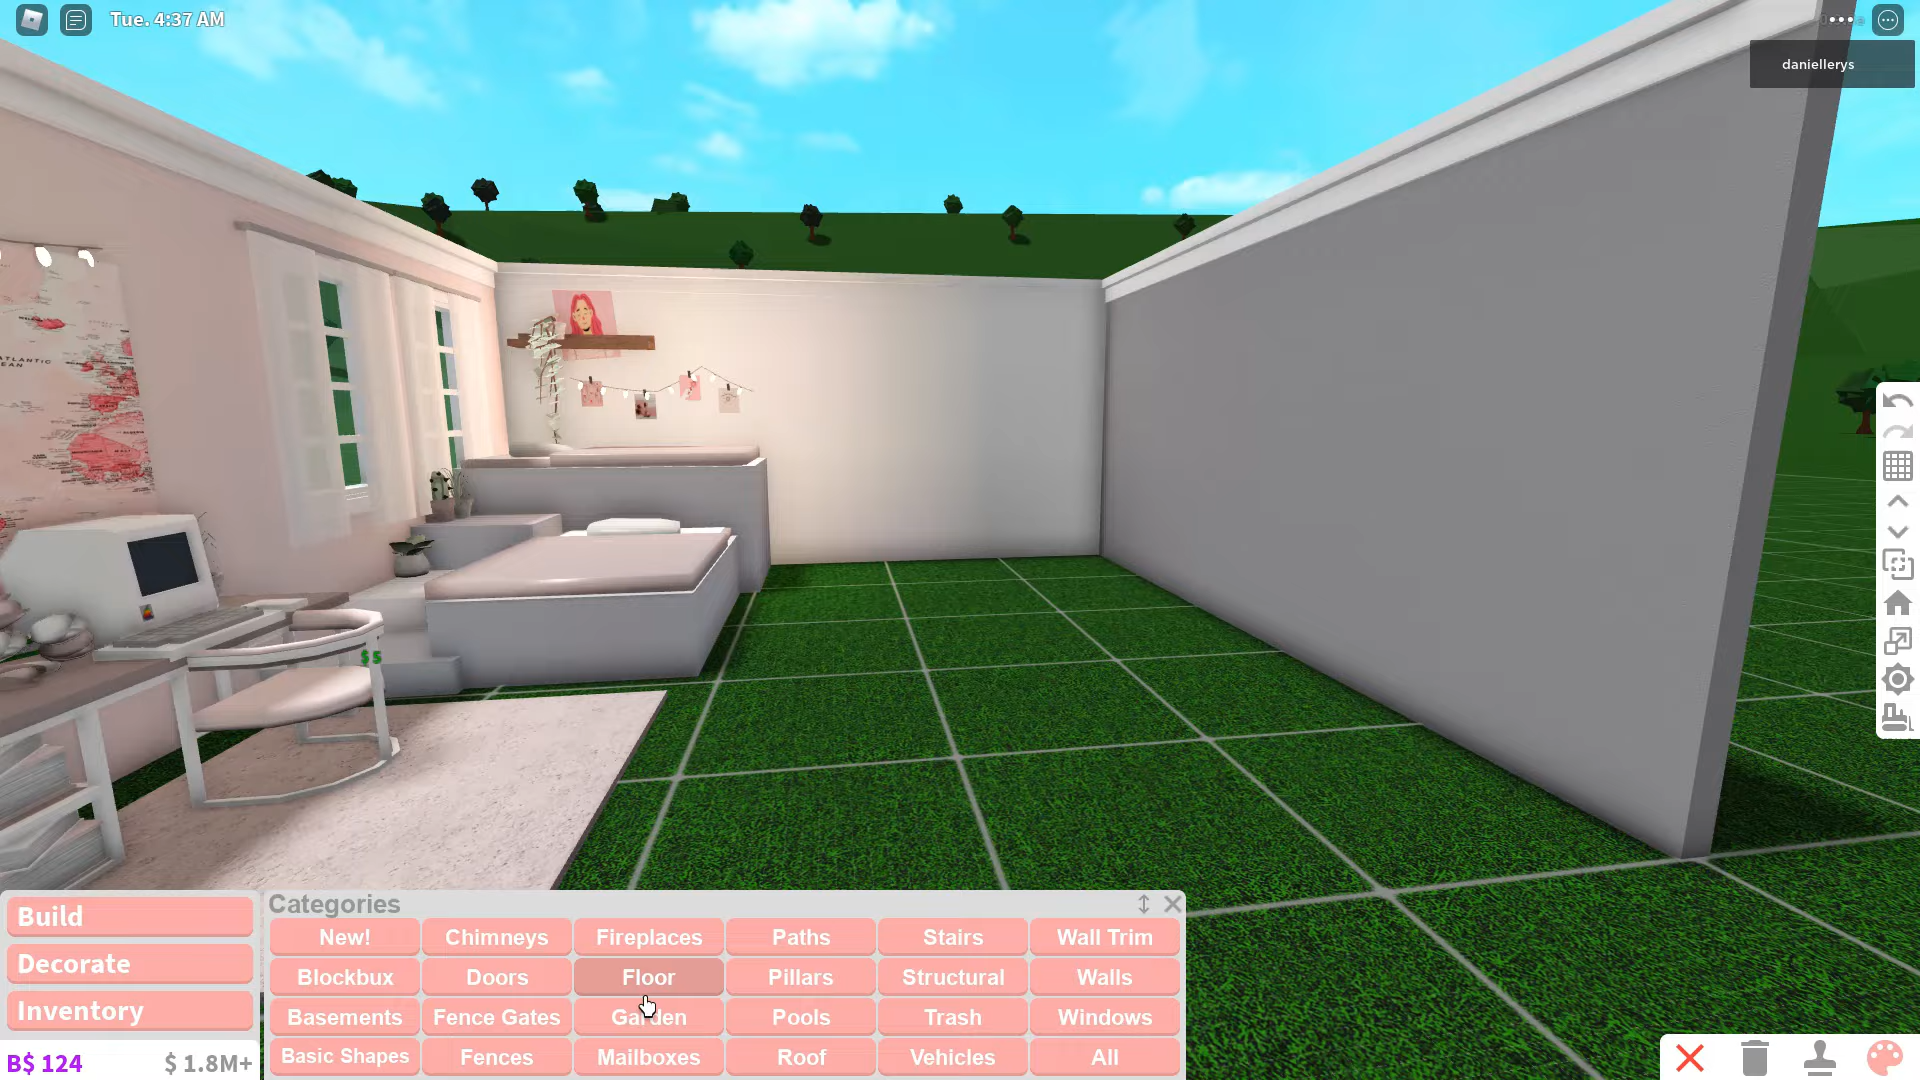 Tue. 4:37 AM
daniellerys
ATLANTIC
$5
Build
Decorate
Inventory
B$ 124
$ 1.8M+
Categories
New! Chimneys Fireplaces Paths Stairs Wall Trim
Blockbux Doors Floor Pillars Structural Walls
Basements Fence Gates Garden Pools Trash Windows
Basic Shapes Fences Mailboxes Roof Vehicles All